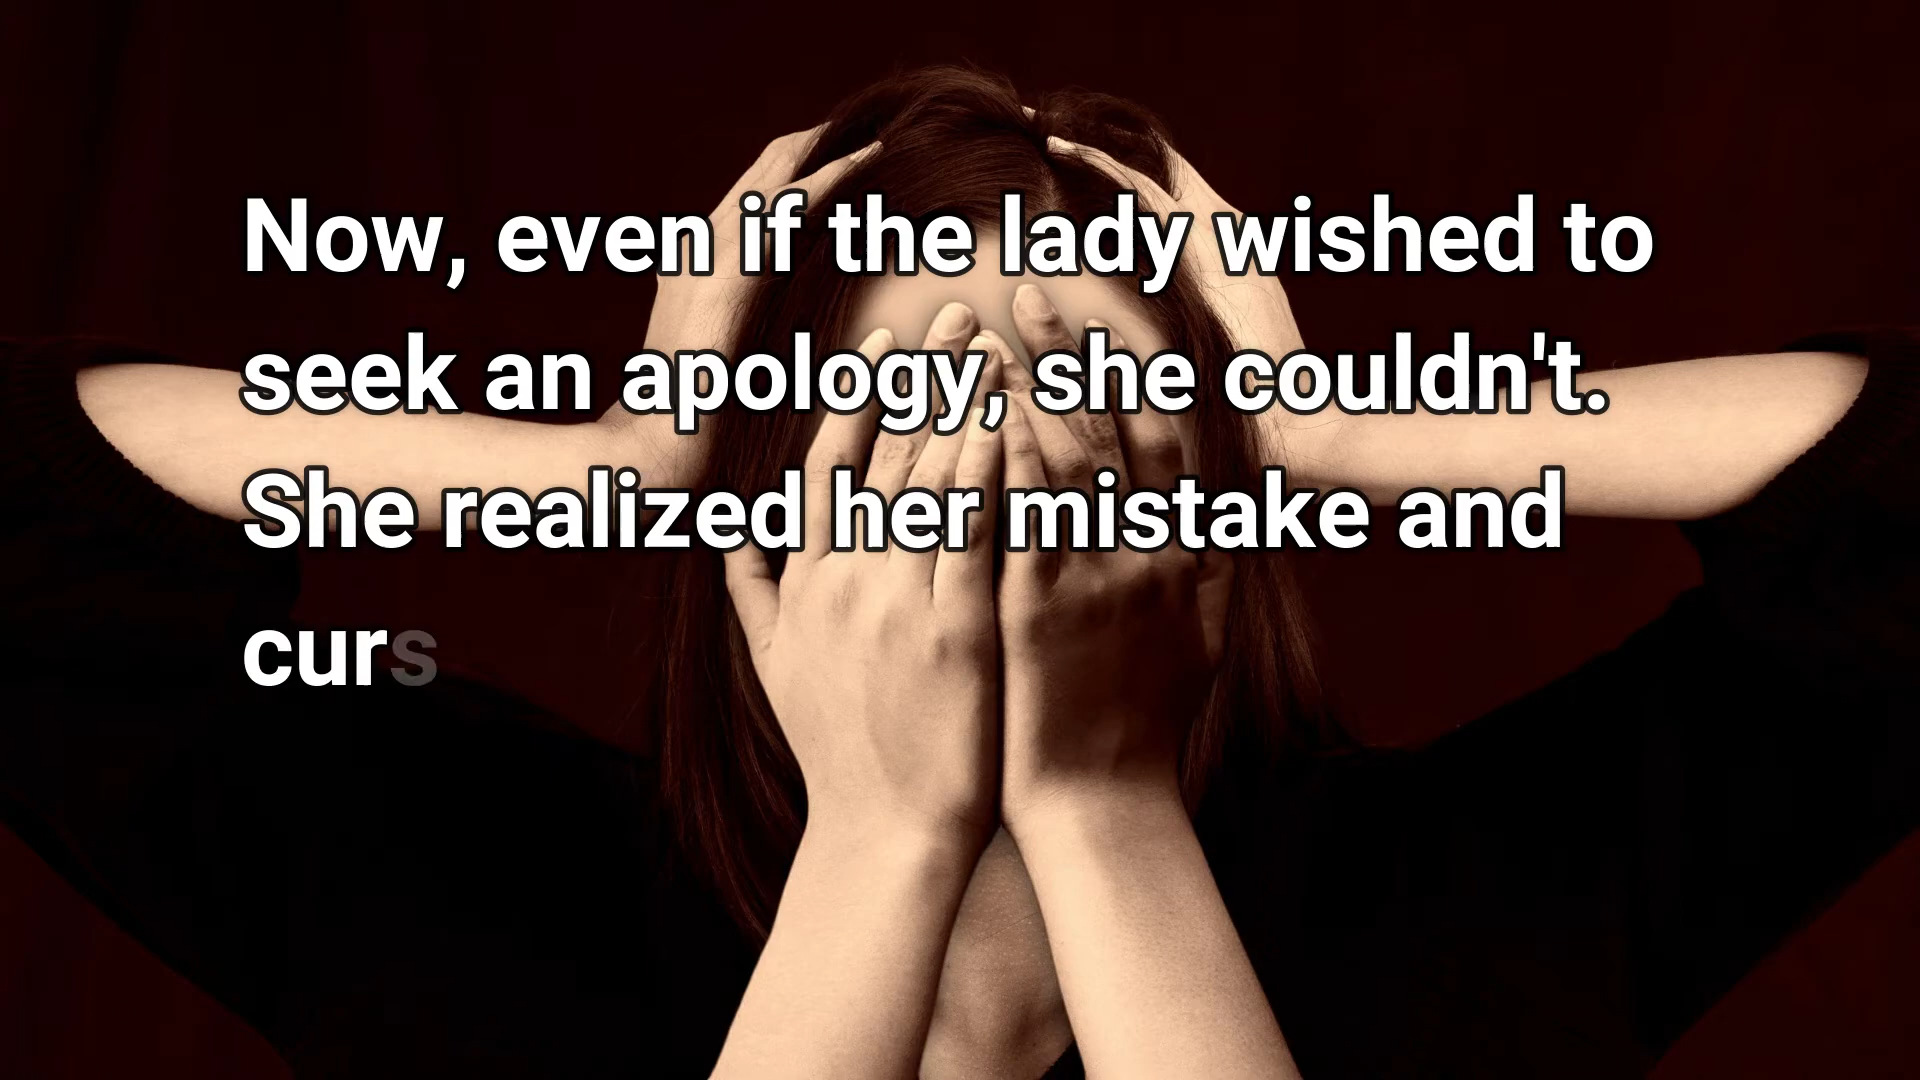 Now, even if the lady wished to
seek an apology, she couldn't.
She realized her mistake and
curs